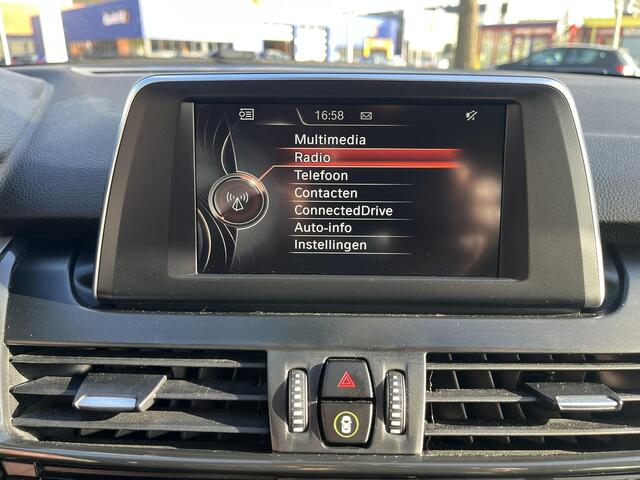 16:58
Multimedia
Radio
Telefoon
Contacten
ConnectedDrive
Auto-info
Instellingen